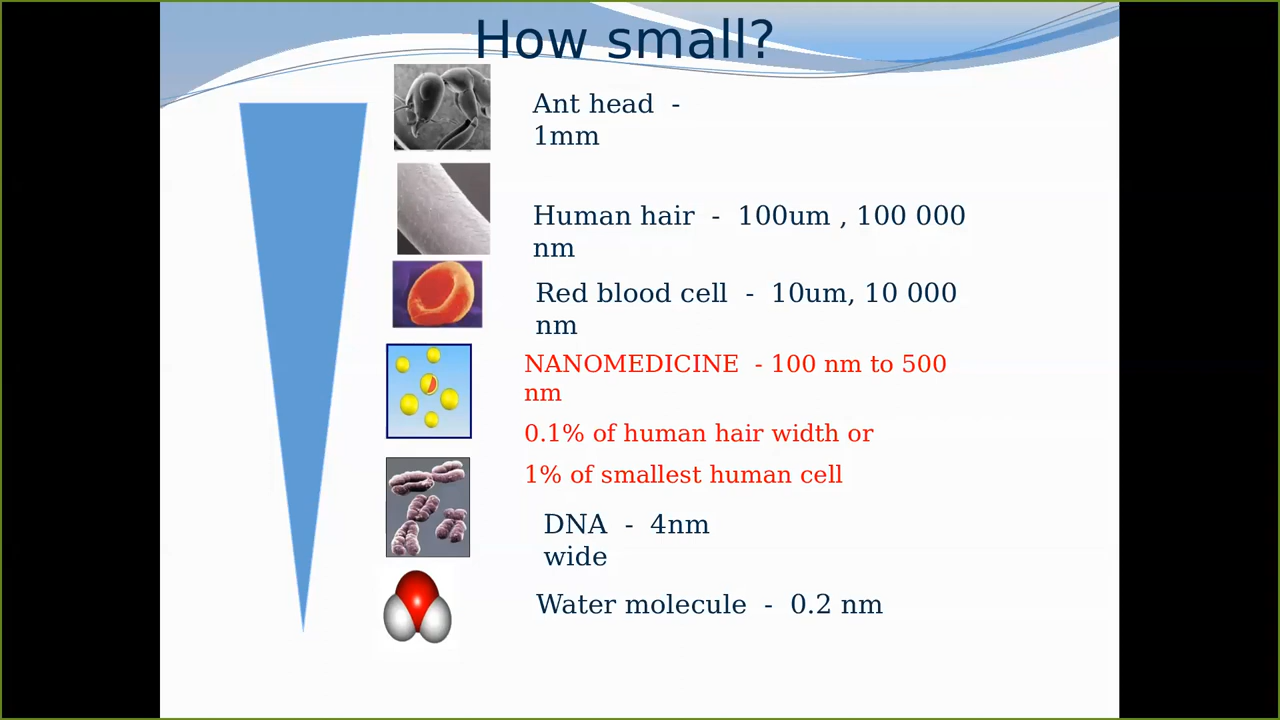 How small?
Ant head  -
1mm
Human hair  -  100um , 100 000
nm
Red blood cell  -  10um, 10 000
nm
NANOMEDICINE  - 100 nm to 500
nm
0.1% of human hair width or
1% of smallest human cell
DNA  -  4nm
wide
Water molecule  -  0.2 nm